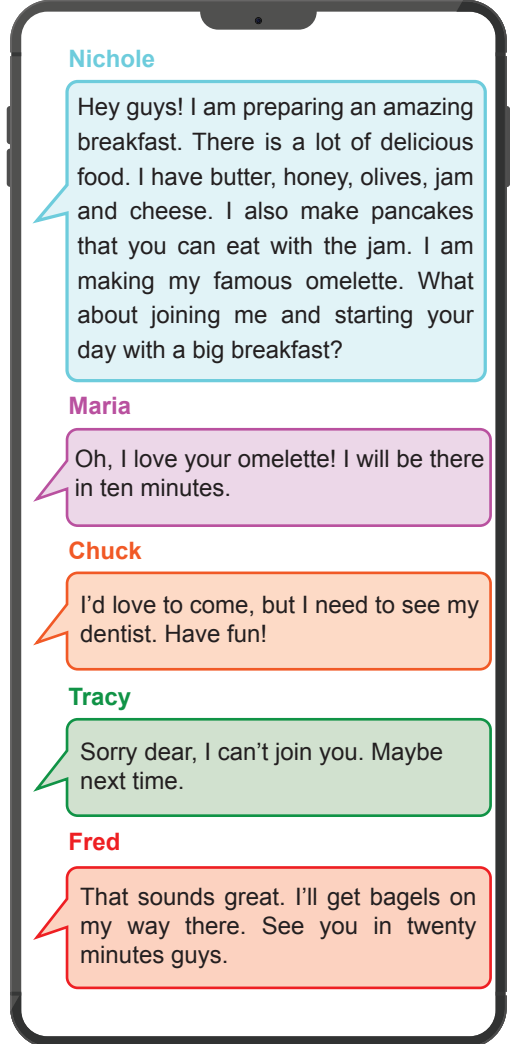 Nichole
Hey guys! I am preparing an amazing
breakfast. There is a lot of delicious
food. I have butter, honey, olives, jam
and cheese. I also make pancakes
that you can eat with the jam. I am
making my famous omelette. What
about joining me and starting your
day with a big breakfast?
Maria
Oh, I love your omelette! I will be there
in ten minutes.
Chuck
I’d love to come, but I need to see my
dentist. Have fun!
Tracy
Sorry dear, I can’t join you. Maybe
next time.
Fred
That sounds great. I’ll get bagels on
my way there. See you in twenty
minutes guys.